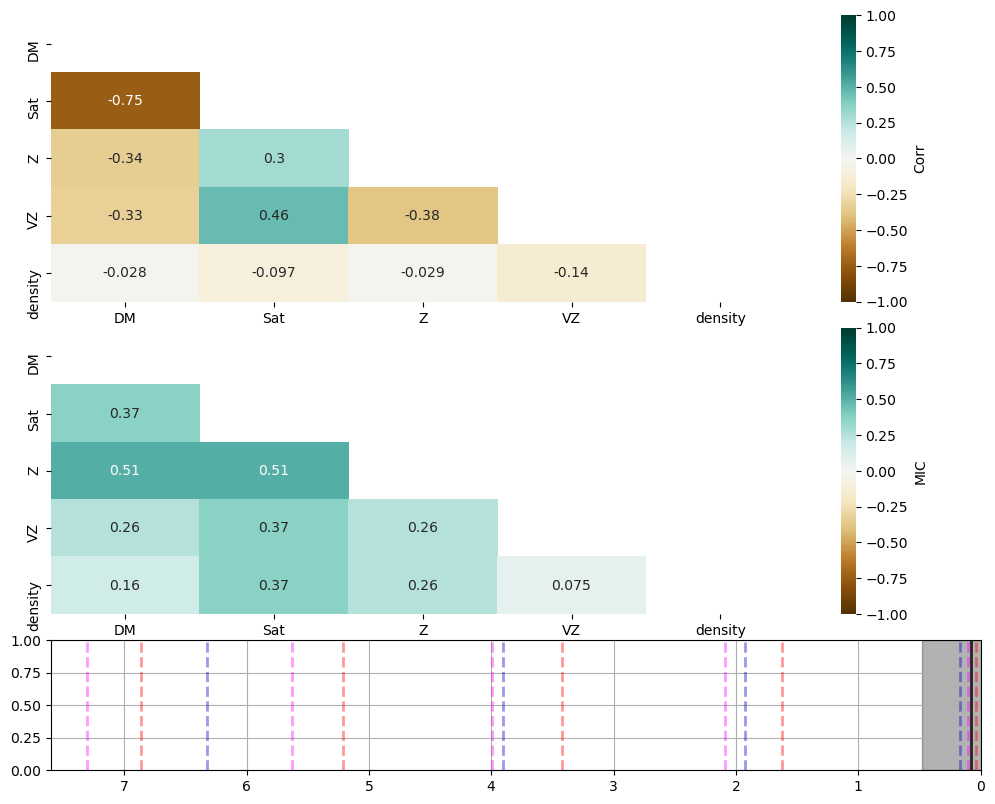 DM
Sat
Z
VZ
density
-0.75
-0.34
0.3
-0.33
0.46
-0.38
-0.028
-0.097
-0.029
-0.14
DM
Sat
Z
VZ
density
1.00
0.75
0.50
0.25
0.00
−0.25
−0.50
−0.75
−1.00
Corr
DM
Sat
Z
VZ
density
0.37
0.51
0.51
0.26
0.37
0.26
0.16
0.37
0.26
0.075
DM
Sat
Z
VZ
density
1.00
0.75
0.50
0.25
0.00
−0.25
−0.50
−0.75
−1.00
MIC
1.00
0.75
0.50
0.25
0.00
7
6
5
4
3
2
1
0